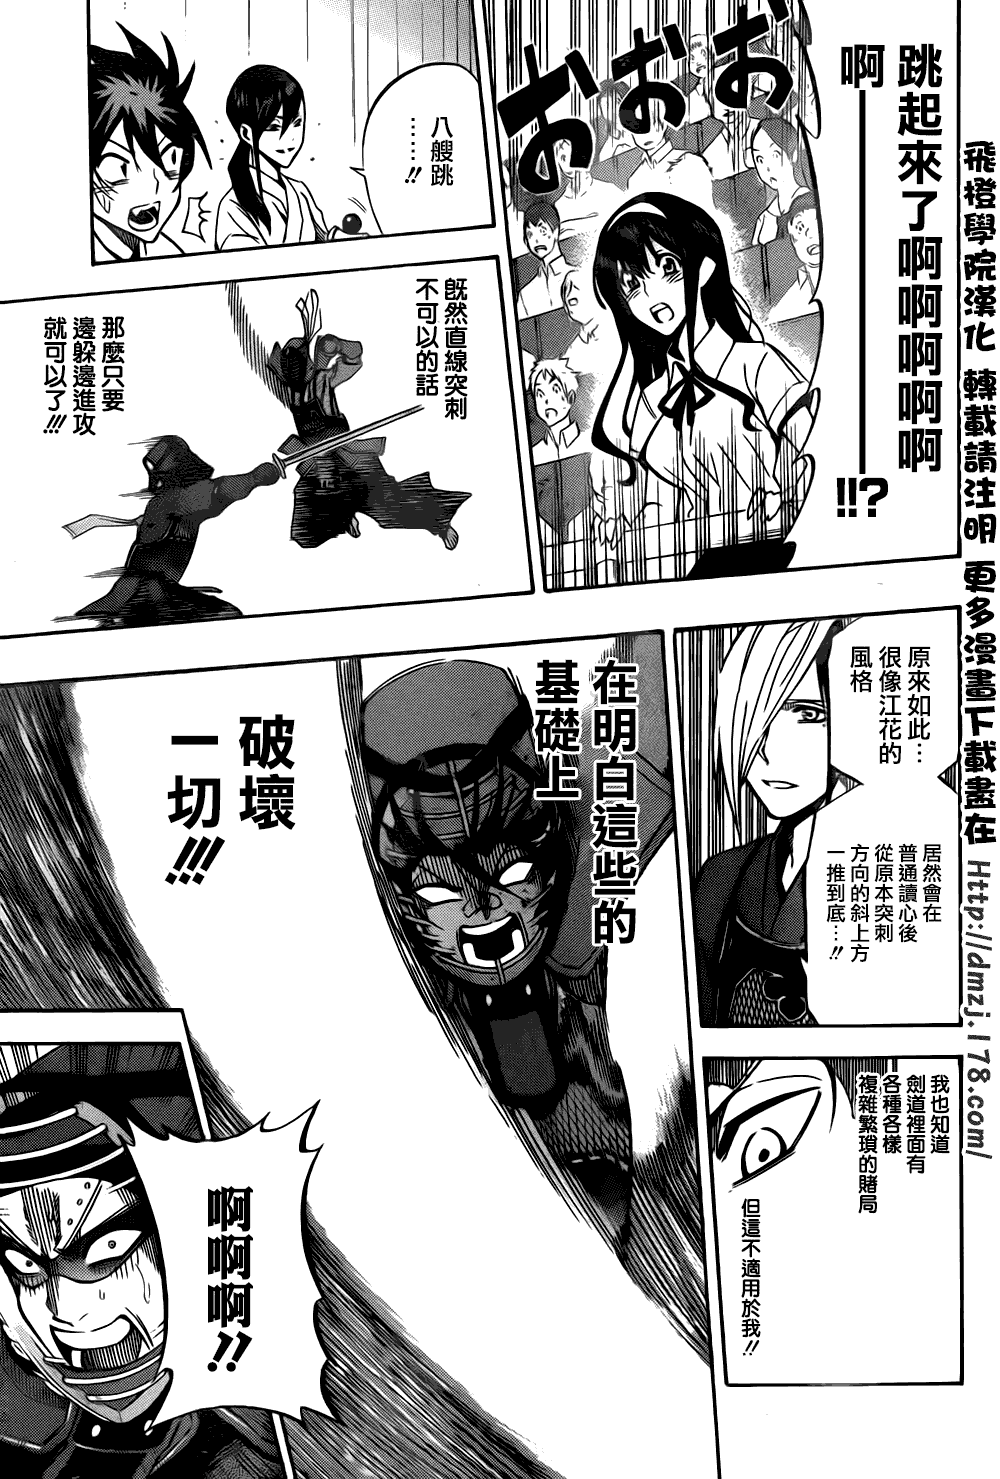 跳起來了啊啊啊啊啊
啊——!!?
おおお
八艘跳
……!!
既然直線突刺
不可以的話
那麼只要
邊躲邊進攻
就可以了!!!
原來如此…
很像江花的
風格
居然會在
普通讀心後
從原本突刺
方向的斜上方
一推到底…!!
在明白這些的
基礎上
破壞
一切!!!
我也知道
劍道裡面有
各種各樣
複雜繁瑣的賭局
但這不適用於我!!
啊啊啊!!
飛橙學院漢化 轉載請注明 更多漫畫下載盡在 Http://dmzj.178.com/